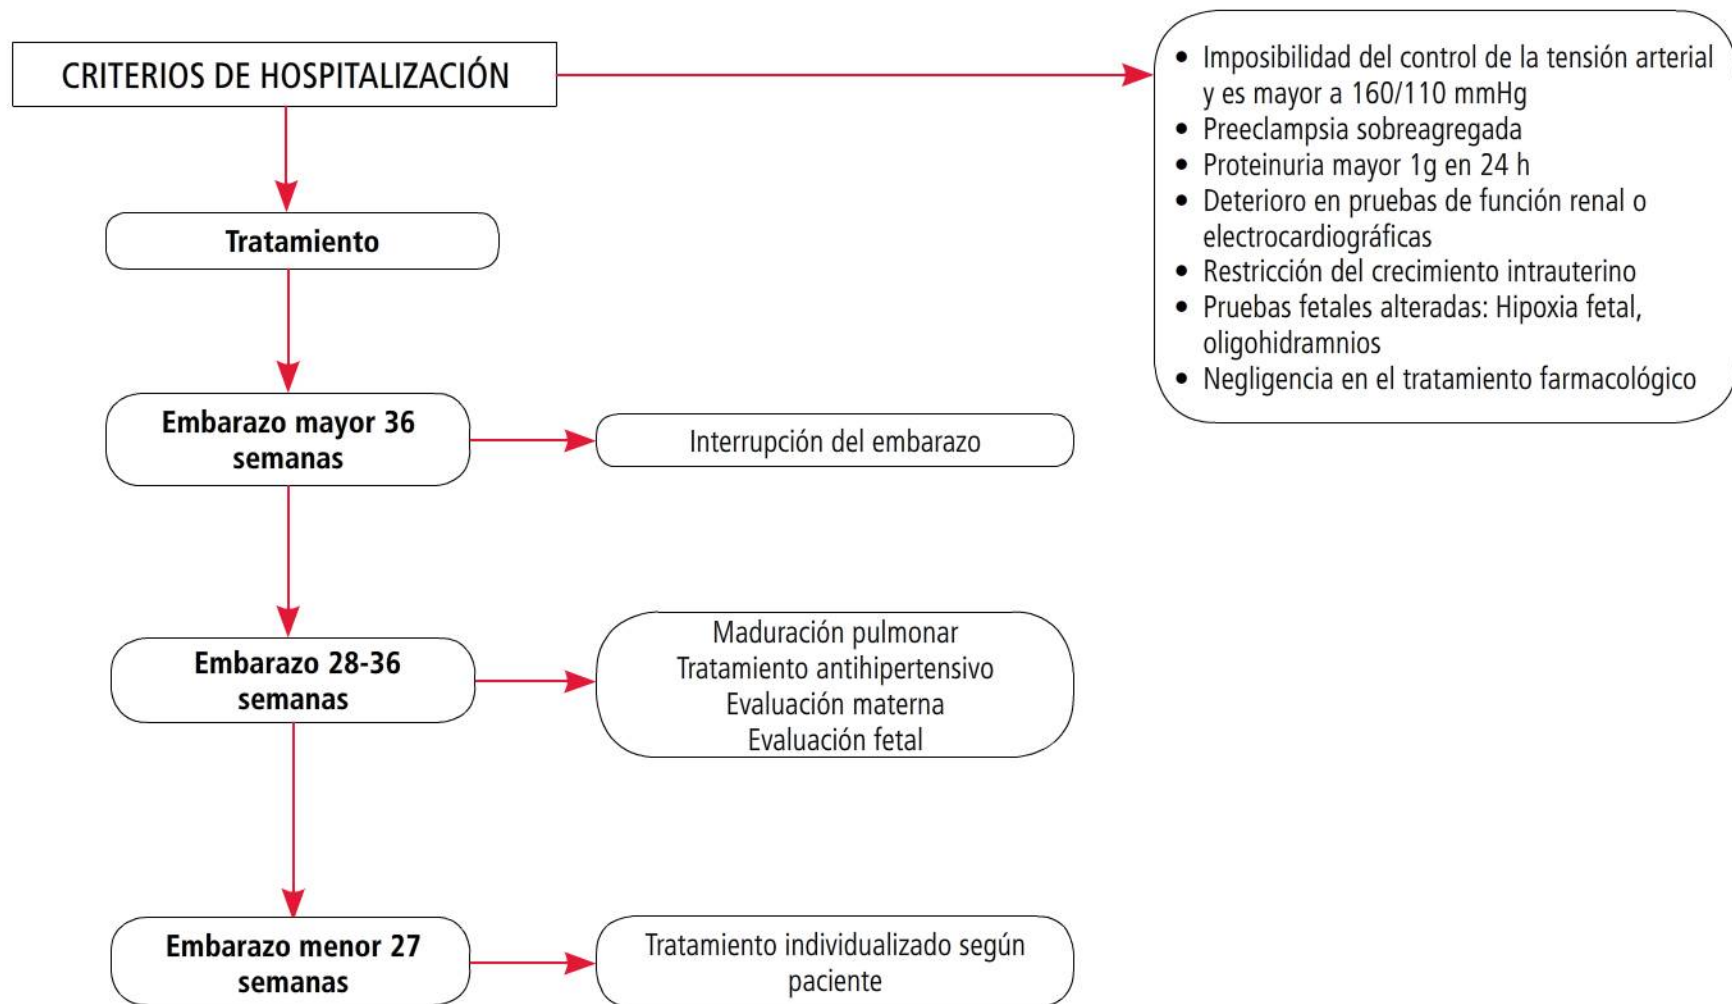 CRITERIOS DE HOSPITALIZACIÓN
• Imposibilidad del control de la tensión arterial
y es mayor a 160/110 mmHg
• Preeclampsia sobreagregada
• Proteinuria mayor 1g en 24 h
• Deterioro en pruebas de función renal o
electrocardiográficas
• Restricción del crecimiento intrauterino
• Pruebas fetales alteradas: Hipoxia fetal,
oligohidramnios
• Negligencia en el tratamiento farmacológico
Tratamiento
Embarazo mayor 36
semanas
Interrupción del embarazo
Embarazo 28-36
semanas
Maduración pulmonar
Tratamiento antihipertensivo
Evaluación materna
Evaluación fetal
Embarazo menor 27
semanas
Tratamiento individualizado según
paciente